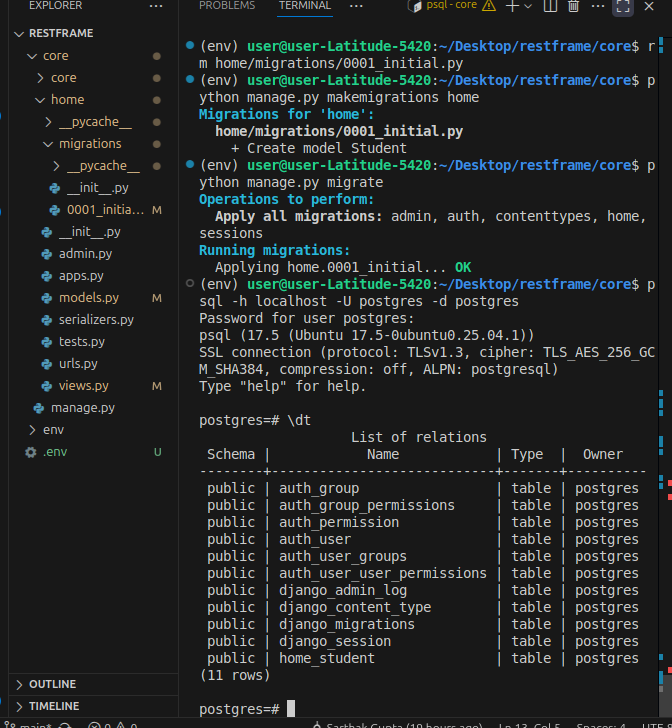 EXPLORER ···
RESTFRAME
core
core
home
__pycache__
migrations
__pycache__
__init__.py
0001_initia... M
__init__.py
admin.py
apps.py
models.py M
serializers.py
tests.py
urls.py
views.py M
manage.py
env
.env U
OUTLINE
TIMELINE
PROBLEMS TERMINAL ··· psql - core ···
(env) user@user-Latitude-5420:~/Desktop/restframe/core$ r
m home/migrations/0001_initial.py
(env) user@user-Latitude-5420:~/Desktop/restframe/core$ p
ython manage.py makemigrations home
Migrations for 'home':
home/migrations/0001_initial.py
+ Create model Student
(env) user@user-Latitude-5420:~/Desktop/restframe/core$ p
ython manage.py migrate
Operations to perform:
Apply all migrations: admin, auth, contenttypes, home,
sessions
Running migrations:
Applying home.0001_initial... OK
(env) user@user-Latitude-5420:~/Desktop/restframe/core$ p
sql -h localhost -U postgres -d postgres
Password for user postgres:
psql (17.5 (Ubuntu 17.5-0ubuntu0.25.04.1))
SSL connection (protocol: TLSv1.3, cipher: TLS_AES_256_GC
M_SHA384, compression: off, ALPN: postgresql)
Type "help" for help.
postgres=# \dt
List of relations
Schema | Name | Type | Owner
--------+----------------------------+-------+----------
public | auth_group | table | postgres
public | auth_group_permissions | table | postgres
public | auth_permission | table | postgres
public | auth_user | table | postgres
public | auth_user_groups | table | postgres
public | auth_user_user_permissions | table | postgres
public | django_admin_log | table | postgres
public | django_content_type | table | postgres
public | django_migrations | table | postgres
public | django_session | table | postgres
public | home_student | table | postgres
(11 rows)
postgres=#
main* 0 0 Sarthak Gupta (19 hours ago) Ln 13, Col 5 Spaces: 4 UTF-8